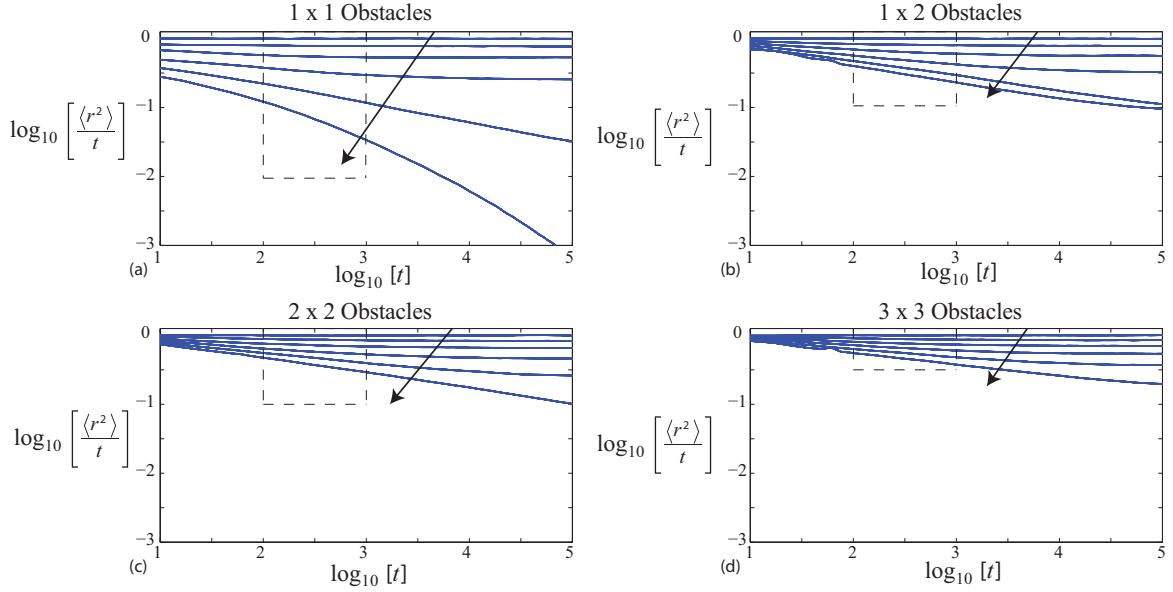 1 x 1 Obstacles
0
−1
−2
−3
log10 [⟨r²⟩/t]
1 2 3 4 5
(a)
log10 [t]
1 x 2 Obstacles
0
−1
−2
−3
log10 [⟨r²⟩/t]
1 2 3 4 5
(b)
log10 [t]
2 x 2 Obstacles
0
−1
−2
−3
log10 [⟨r²⟩/t]
1 2 3 4 5
(c)
log10 [t]
3 x 3 Obstacles
0
−1
−2
−3
log10 [⟨r²⟩/t]
1 2 3 4 5
(d)
log10 [t]